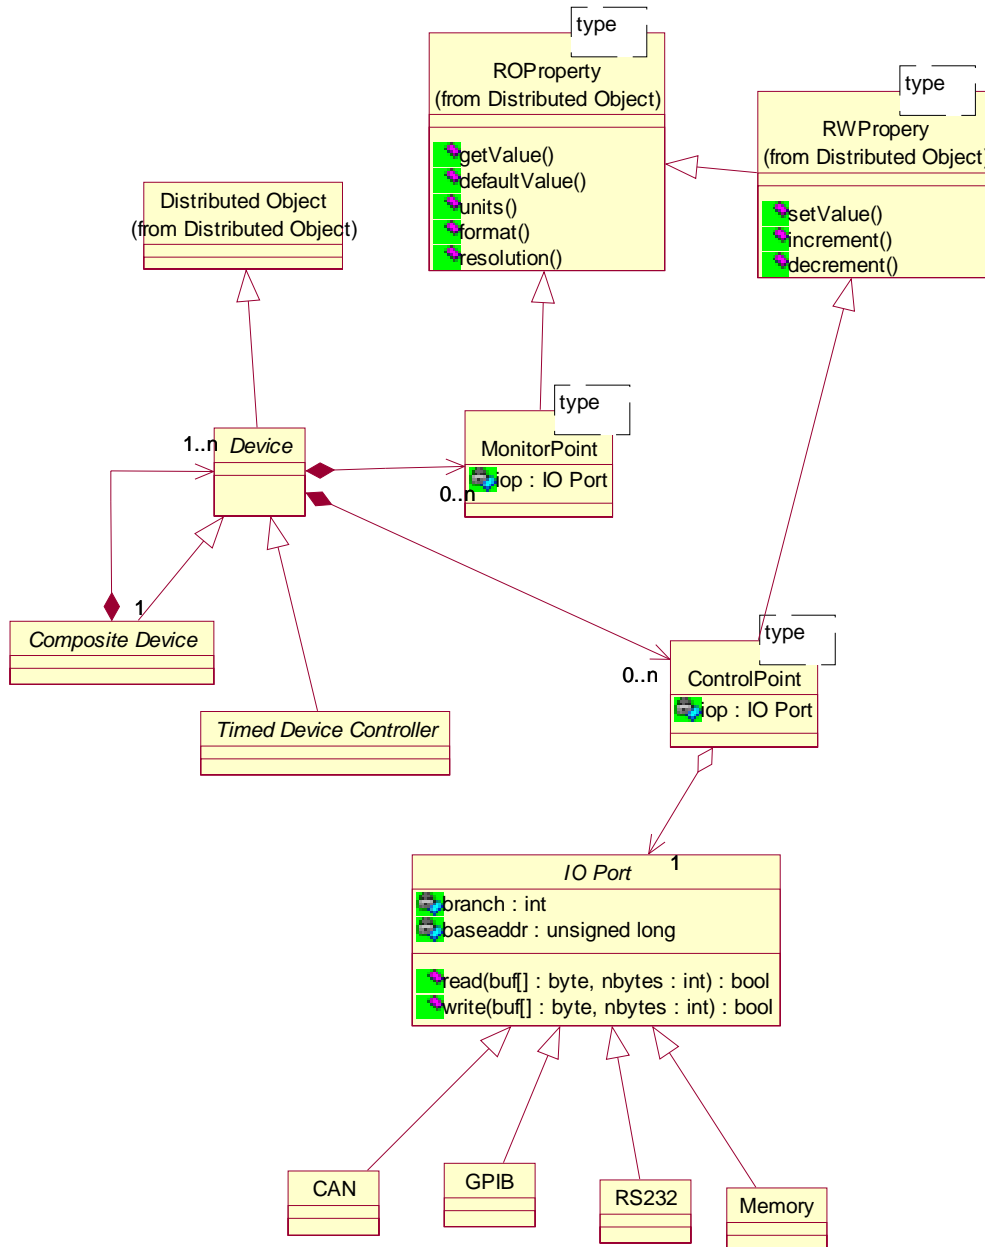 type
ROProperty
(from Distributed Object)
getValue()
defaultValue()
units()
format()
resolution()
type
RWPropery
(from Distributed Object)
setValue()
increment()
decrement()
Distributed Object
(from Distributed Object)
1..n
Device
type
MonitorPoint
iop : IO Port
0..n
1
Composite Device
Timed Device Controller
type
0..n
ControlPoint
iop : IO Port
1
IO Port
branch : int
baseaddr : unsigned long
read(buf[] : byte, nbytes : int) : bool
write(buf[] : byte, nbytes : int) : bool
CAN
GPIB
RS232
Memory